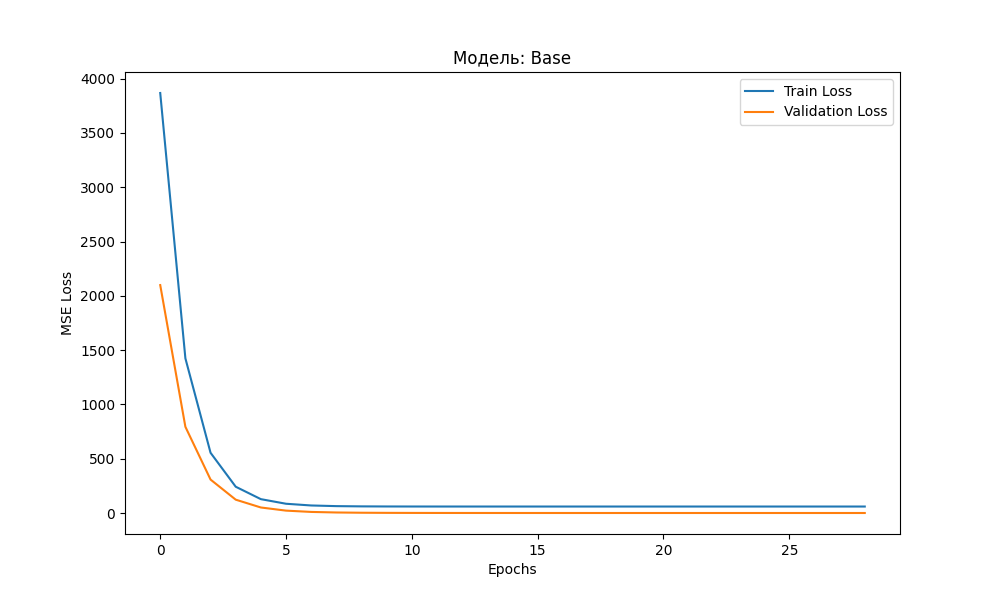 Модель: Base
Train Loss
Validation Loss
MSE Loss
4000
3500
3000
2500
2000
1500
1000
500
0
0 5 10 15 20 25
Epochs